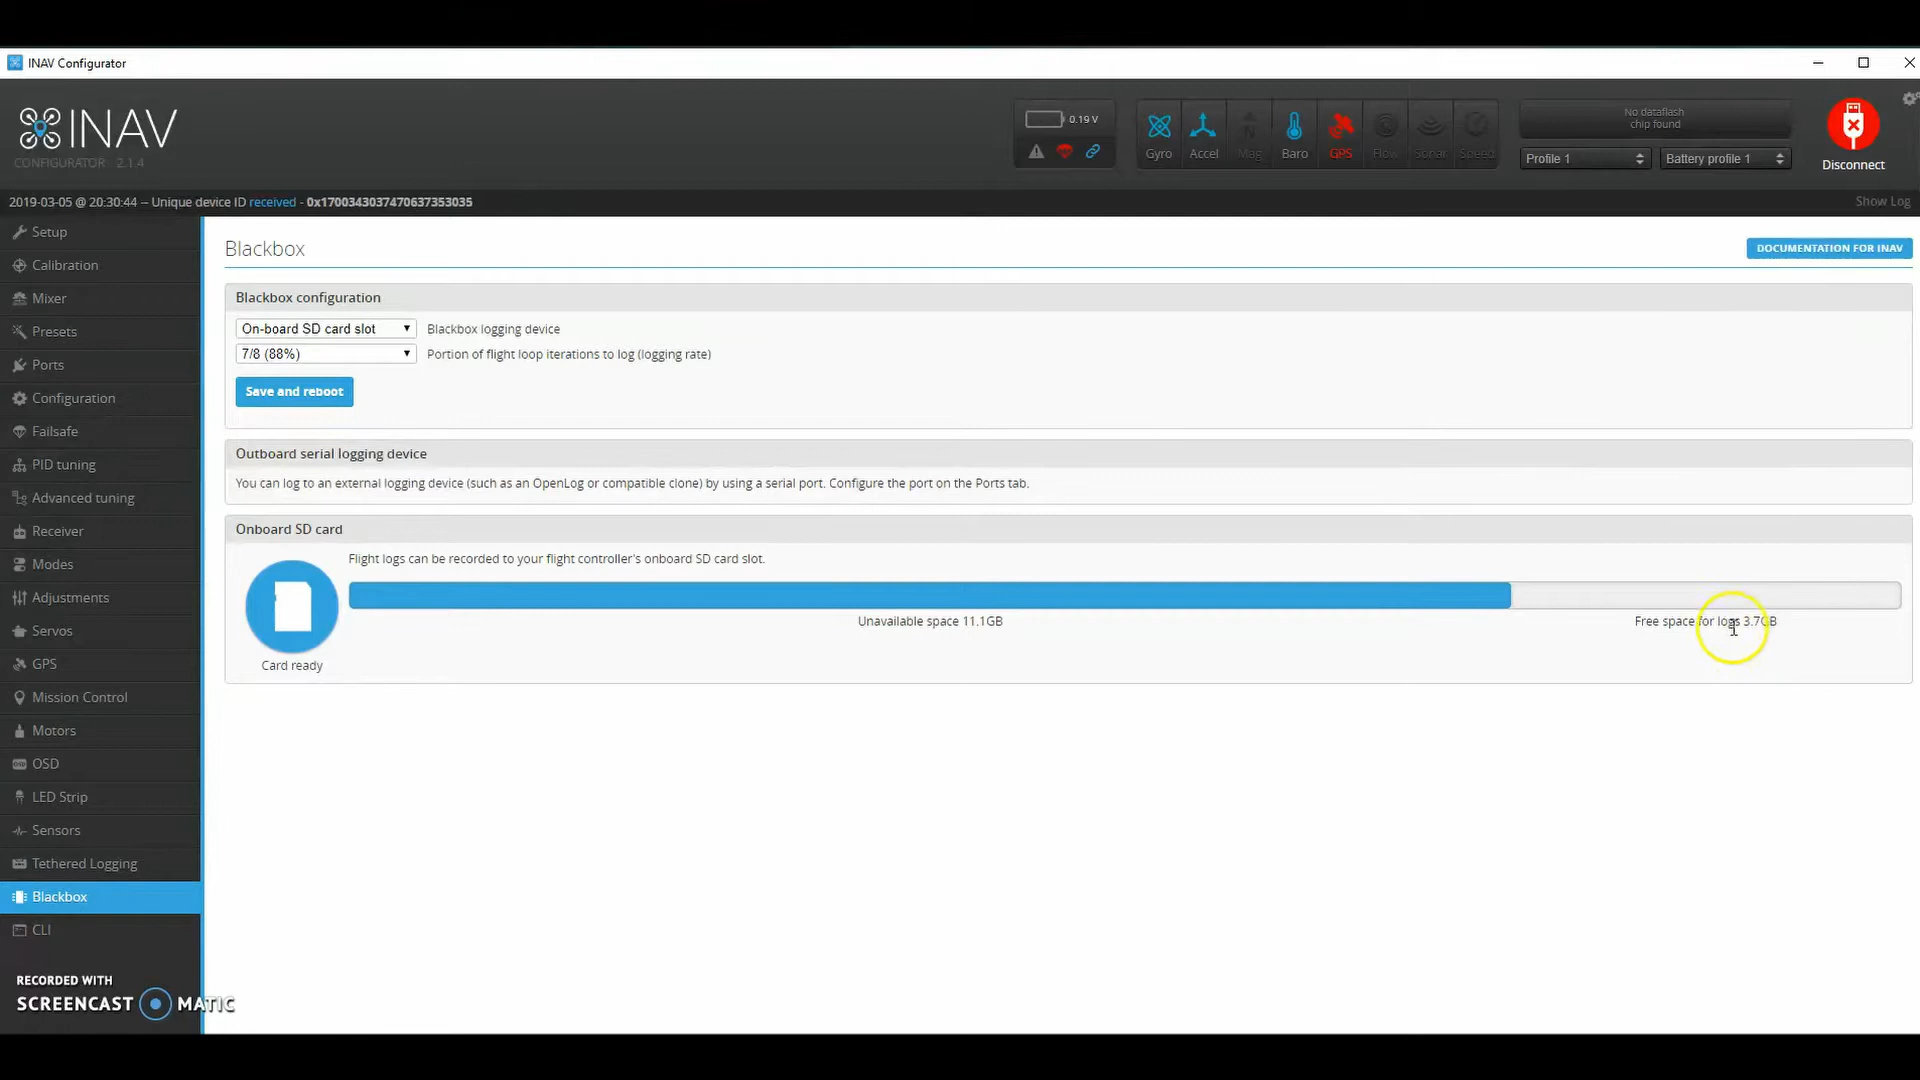 INAV Configurator
INAV
CONFIGURATOR 2.1.4
0.19 V
Gyro
Accel
Mag
Baro
GPS
Flow
Sonar
Speed
No dataflash
chip found
Profile 1
Battery profile 1
Disconnect
2019-03-05 @ 20:30:44 -- Unique device ID received - 0x1700343037470637353035
Show Log
Setup
Calibration
Mixer
Presets
Ports
Configuration
Failsafe
PID tuning
Advanced tuning
Receiver
Modes
Adjustments
Servos
GPS
Mission Control
Motors
OSD
LED Strip
Sensors
Tethered Logging
Blackbox
CLI
RECORDED WITH
SCREENCAST MATIC
Blackbox
DOCUMENTATION FOR INAV
Blackbox configuration
On-board SD card slot
Blackbox logging device
7/8 (88%)
Portion of flight loop iterations to log (logging rate)
Save and reboot
Outboard serial logging device
You can log to an external logging device (such as an OpenLog or compatible clone) by using a serial port. Configure the port on the Ports tab.
Onboard SD card
Flight logs can be recorded to your flight controller's onboard SD card slot.
Unavailable space 11.1GB
Free space for logs 3.7GB
Card ready